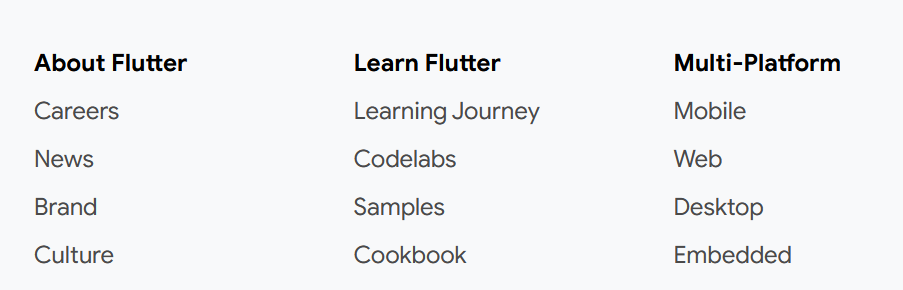 About Flutter
Careers
News
Brand
Culture
Learn Flutter
Learning Journey
Codelabs
Samples
Cookbook
Multi-Platform
Mobile
Web
Desktop
Embedded